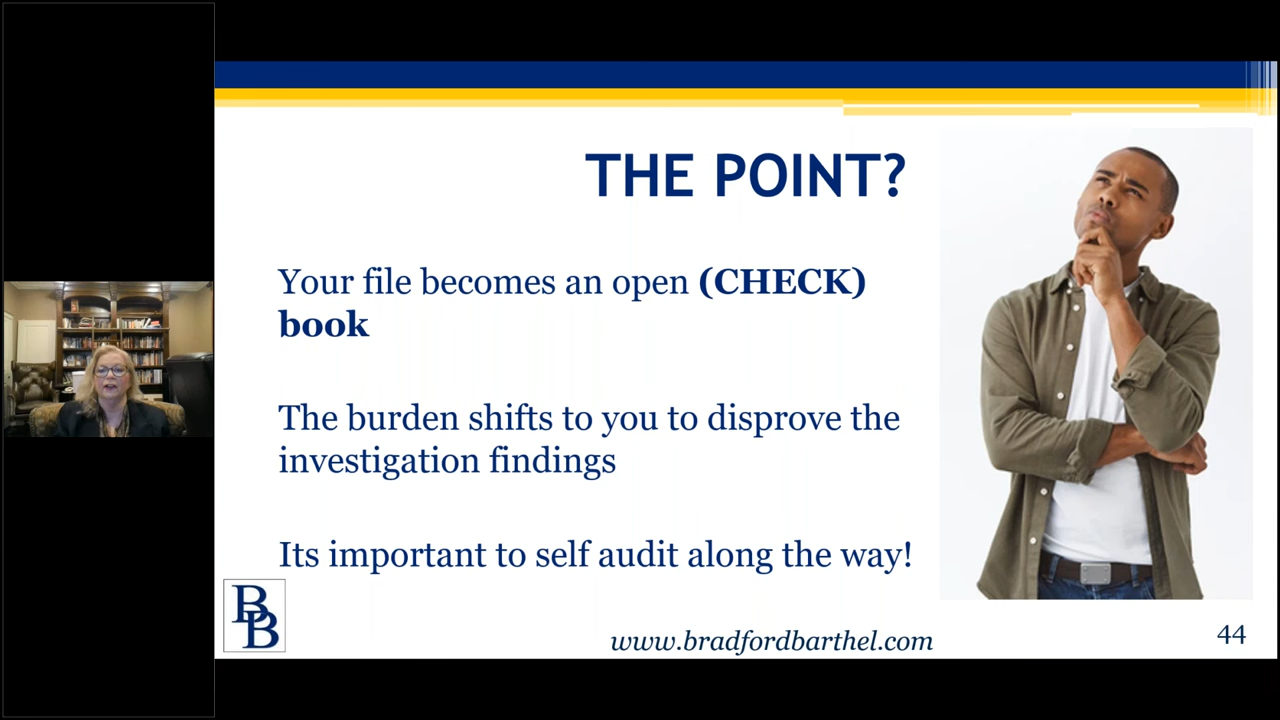 THE POINT?
Your file becomes an open (CHECK)
book
The burden shifts to you to disprove the
investigation findings
Its important to self audit along the way!
BB
www.bradfordbarthel.com
44